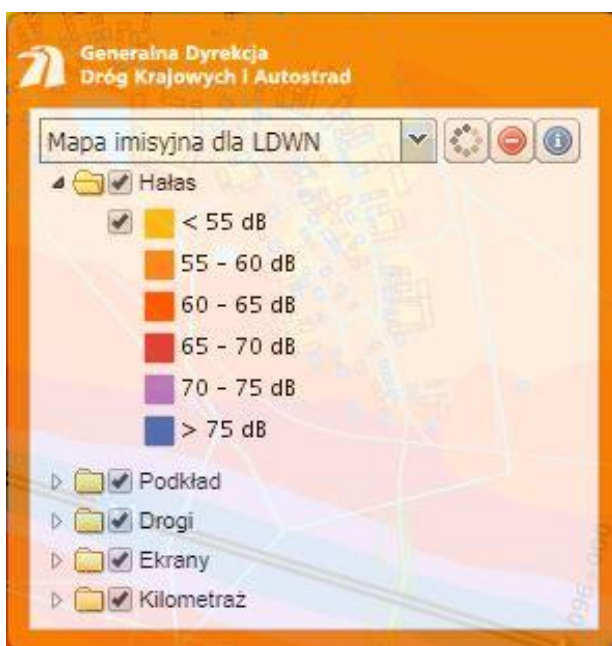 Generalna Dyrekcja
Dróg Krajowych i Autostrad
Mapa imisyjna dla LDWN
Hałas
< 55 dB
55 - 60 dB
60 - 65 dB
65 - 70 dB
70 - 75 dB
> 75 dB
Podkład
Drogi
Ekrany
Kilometraż